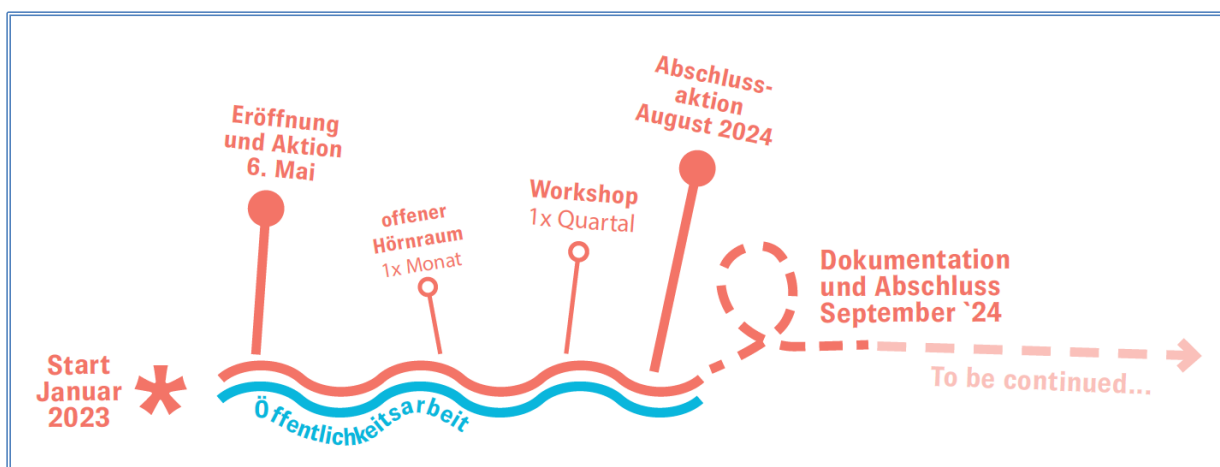 Start
Januar
2023
Eröffnung
und Aktion
6. Mai
offener
Hörnraum
1x Monat
Workshop
1x Quartal
Abschluss-
aktion
August 2024
Dokumentation
und Abschluss
September `24
To be continued...
Öffentlichkeitsarbeit